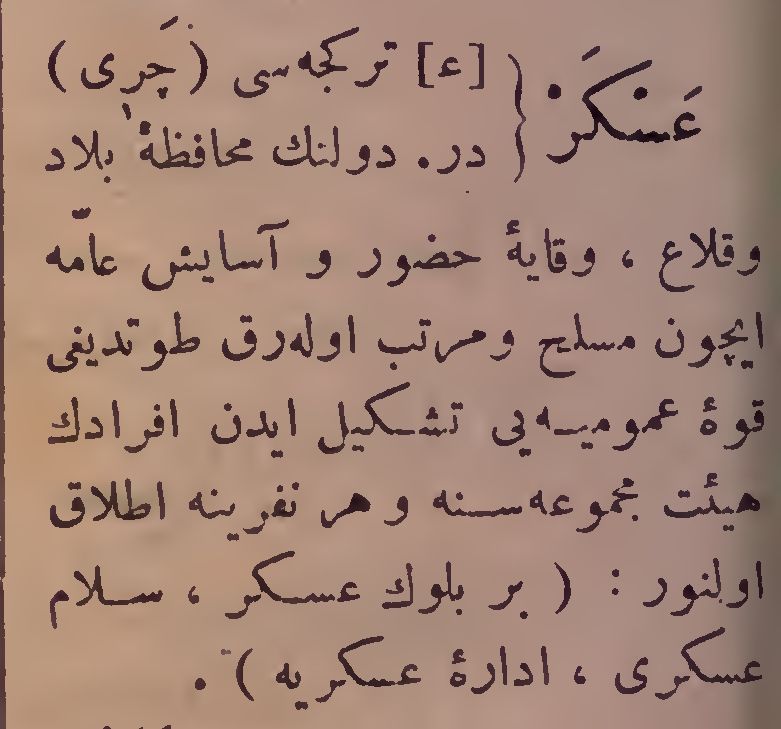 عَسْكَرْ { [ع] تركجه‌سى (چَرِى)
در. دولتك محافظهٔ بلاد
وقلاع ، وقايهٔ حضور و آسايش عامّه
ايچون مسلح ومرتب اوله‌رق طوتديغى
قوهٔ عموميه‌يى تشكيل ايدن افرادك
هيئت مجموعه‌سنه و هر نفرينه اطلاق
اولنور : ( بر بلوك عسكر ، سلام
عسكرى ، ادارهٔ عسكريه ) .